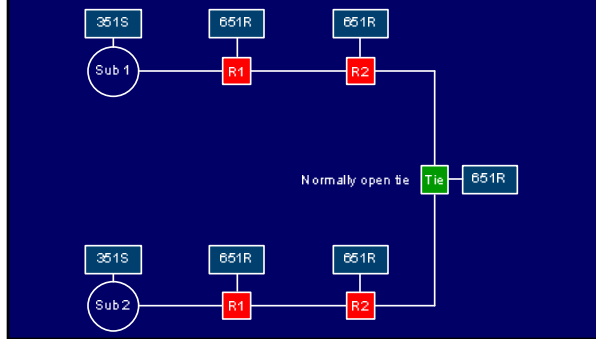 351S 651R 651R
Sub 1 R1 R2
Normally open tie Tie 651R
351S 651R 651R
Sub 2 R1 R2